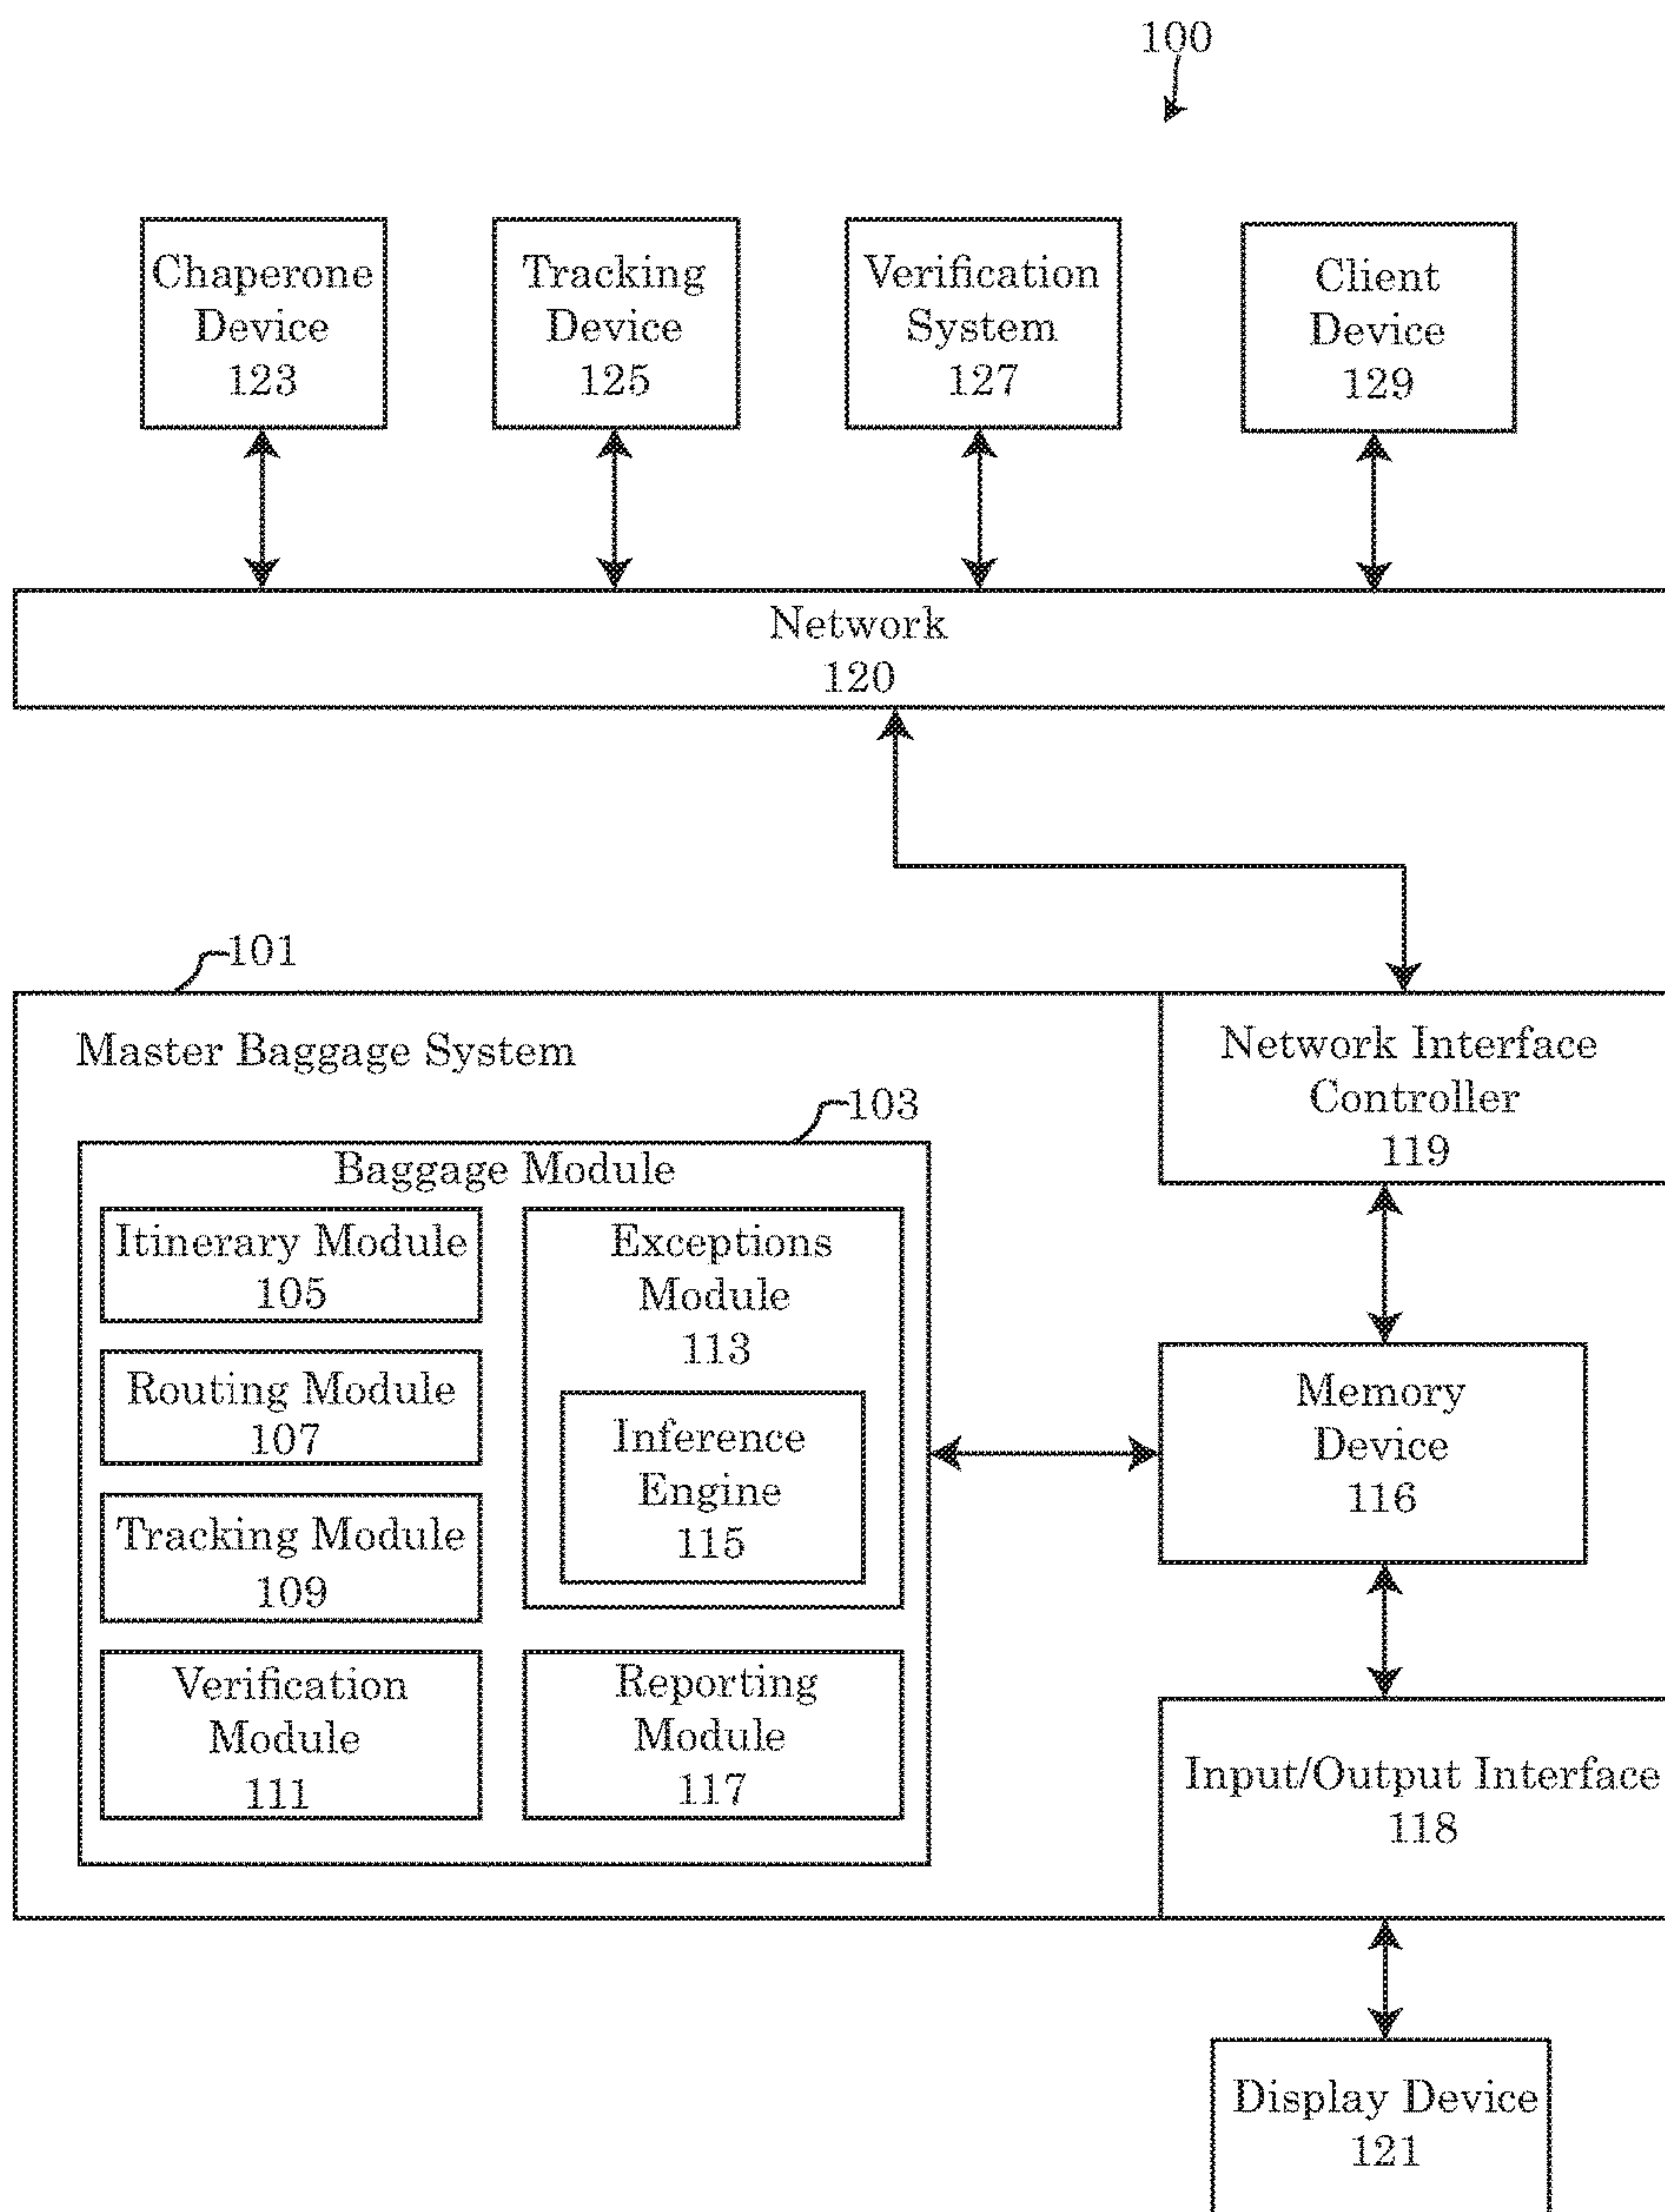 100
Chaperone
Device
123
Tracking
Device
125
Verification
System
127
Client
Device
129
Network
120
101
Master Baggage System
Network Interface
Controller
119
103
Baggage Module
Itinerary Module
105
Routing Module
107
Tracking Module
109
Verification
Module
111
Exceptions
Module
113
Inference
Engine
115
Reporting
Module
117
Memory
Device
116
Input/Output Interface
118
Display Device
121